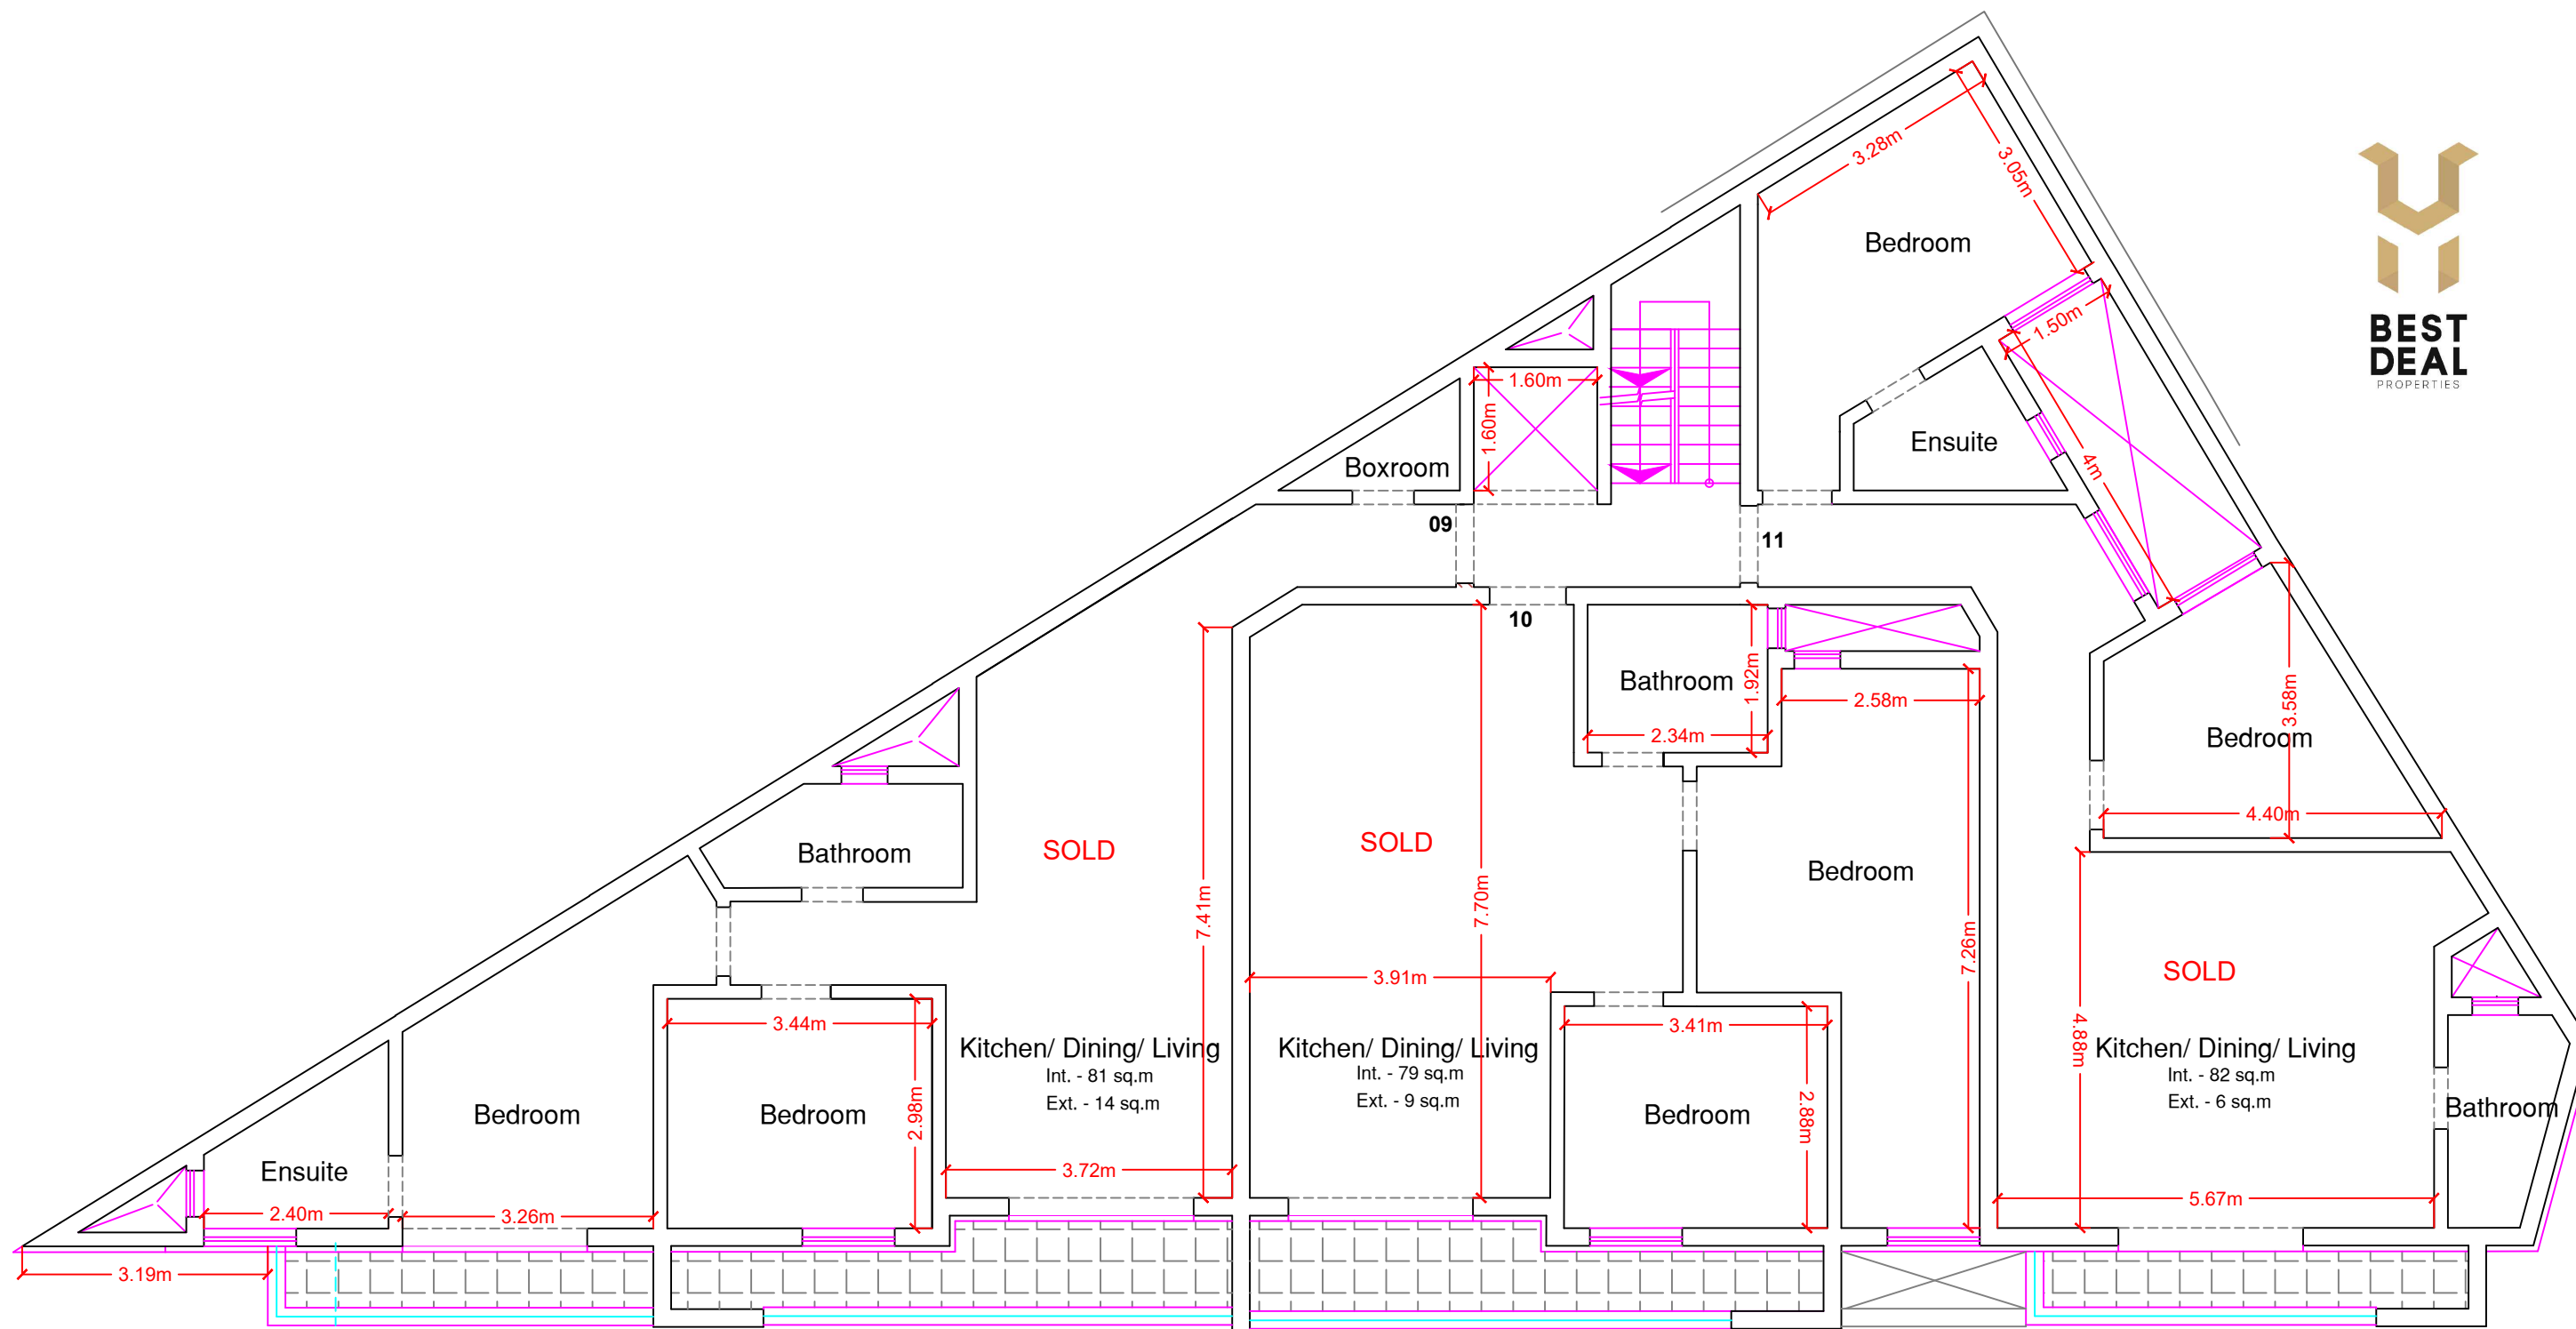 3.28m
3.05m
Bedroom
BEST
DEAL
PROPERTIES
1.50m
1.60m
1.60m
Ensuite
4m
Boxroom
09
11
10
Bathroom
1.92m
2.58m
2.34m
3.58m
Bedroom
4.40m
SOLD
SOLD
Bathroom
7.41m
7.70m
Bedroom
7.26m
SOLD
3.91m
3.44m
3.41m
4.88m
Kitchen/ Dining/ Living
Int. - 81 sq.m
Ext. - 14 sq.m
Kitchen/ Dining/ Living
Int. - 79 sq.m
Ext. - 9 sq.m
Kitchen/ Dining/ Living
Int. - 82 sq.m
Ext. - 6 sq.m
Bedroom
Bedroom
2.98m
Bedroom
2.88m
Bathroom
Ensuite
3.72m
5.67m
2.40m
3.26m
3.19m